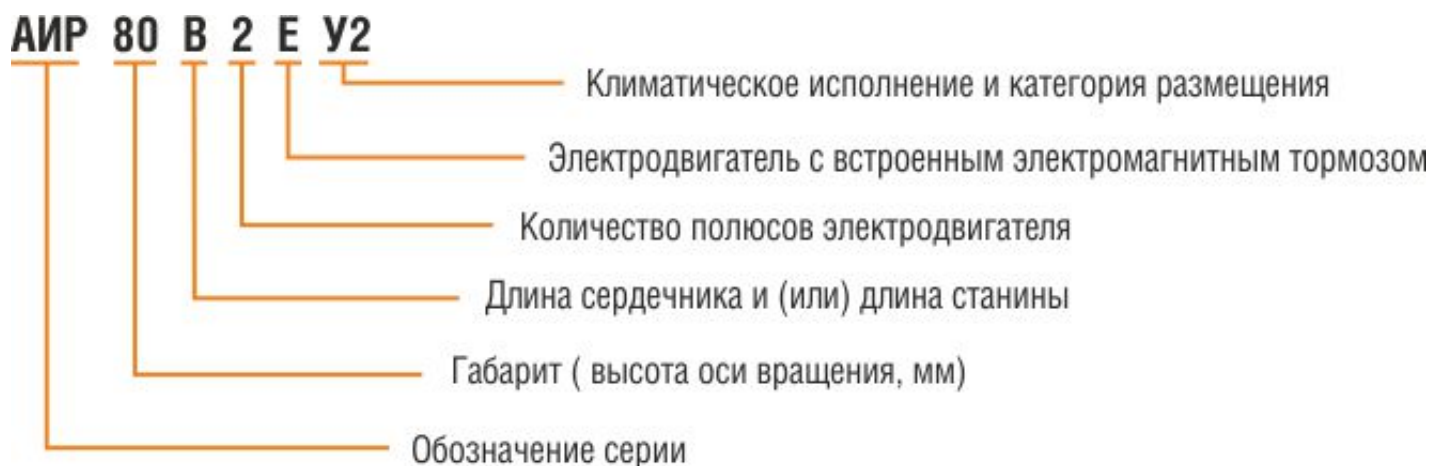 АИР 80 В 2 Е У2
Климатическое исполнение и категория размещения
Электродвигатель с встроенным электромагнитным тормозом
Количество полюсов электродвигателя
Длина сердечника и (или) длина станины
Габарит ( высота оси вращения, мм)
Обозначение серии